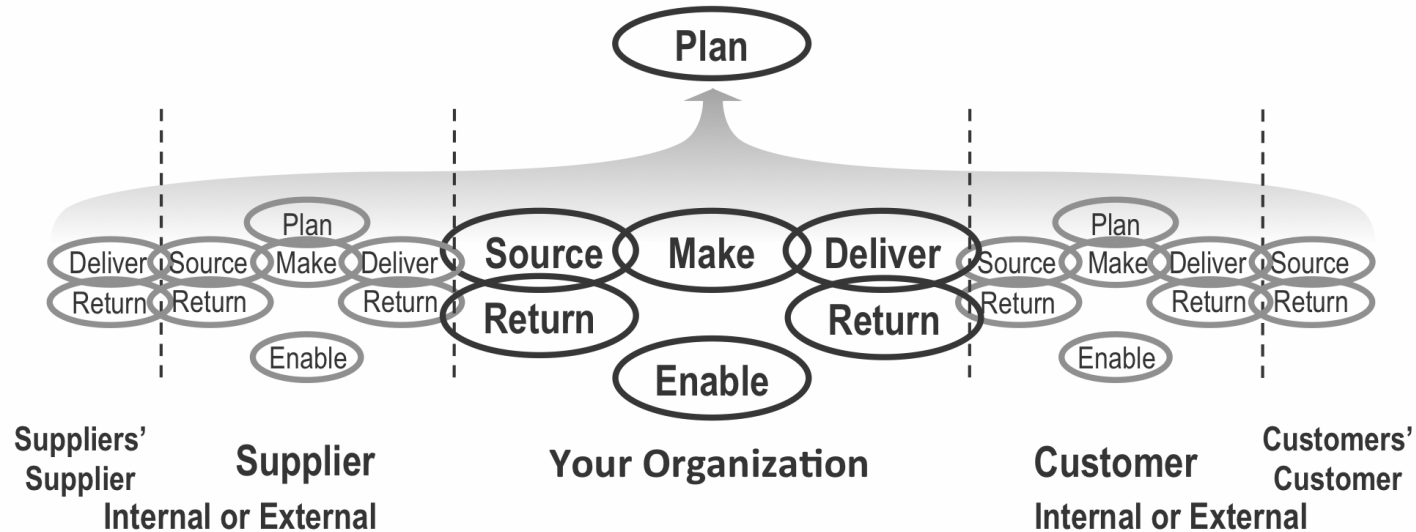 Plan
Plan
Plan
Deliver Source Make Deliver Source Make Deliver Source Make Deliver Source
Return Return Return Return Return Return Return Return
Enable Enable Enable
Suppliers’
Supplier
Supplier
Internal or External
Your Organization
Customer
Internal or External
Customers’
Customer